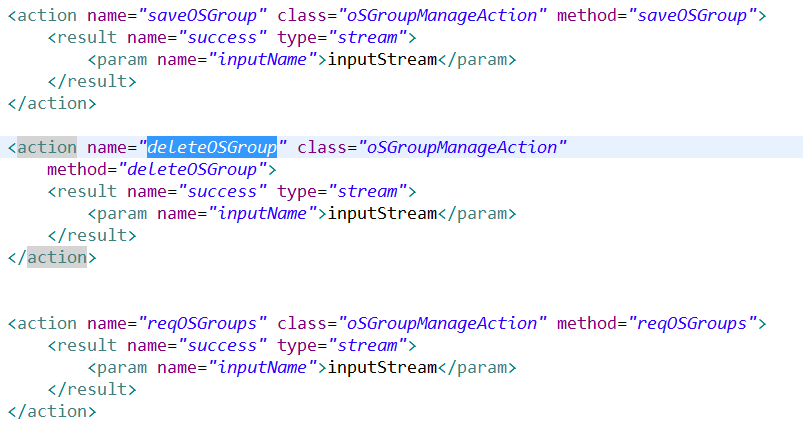 <action name="saveOSGroup" class="oSGroupManageAction" method="saveOSGroup">
    <result name="success" type="stream">
        <param name="inputName">inputStream</param>
    </result>
</action>
<action name="deleteOSGroup" class="oSGroupManageAction"
    method="deleteOSGroup">
    <result name="success" type="stream">
        <param name="inputName">inputStream</param>
    </result>
</action>
<action name="reqOSGroups" class="oSGroupManageAction" method="reqOSGroups">
    <result name="success" type="stream">
        <param name="inputName">inputStream</param>
    </result>
</action>